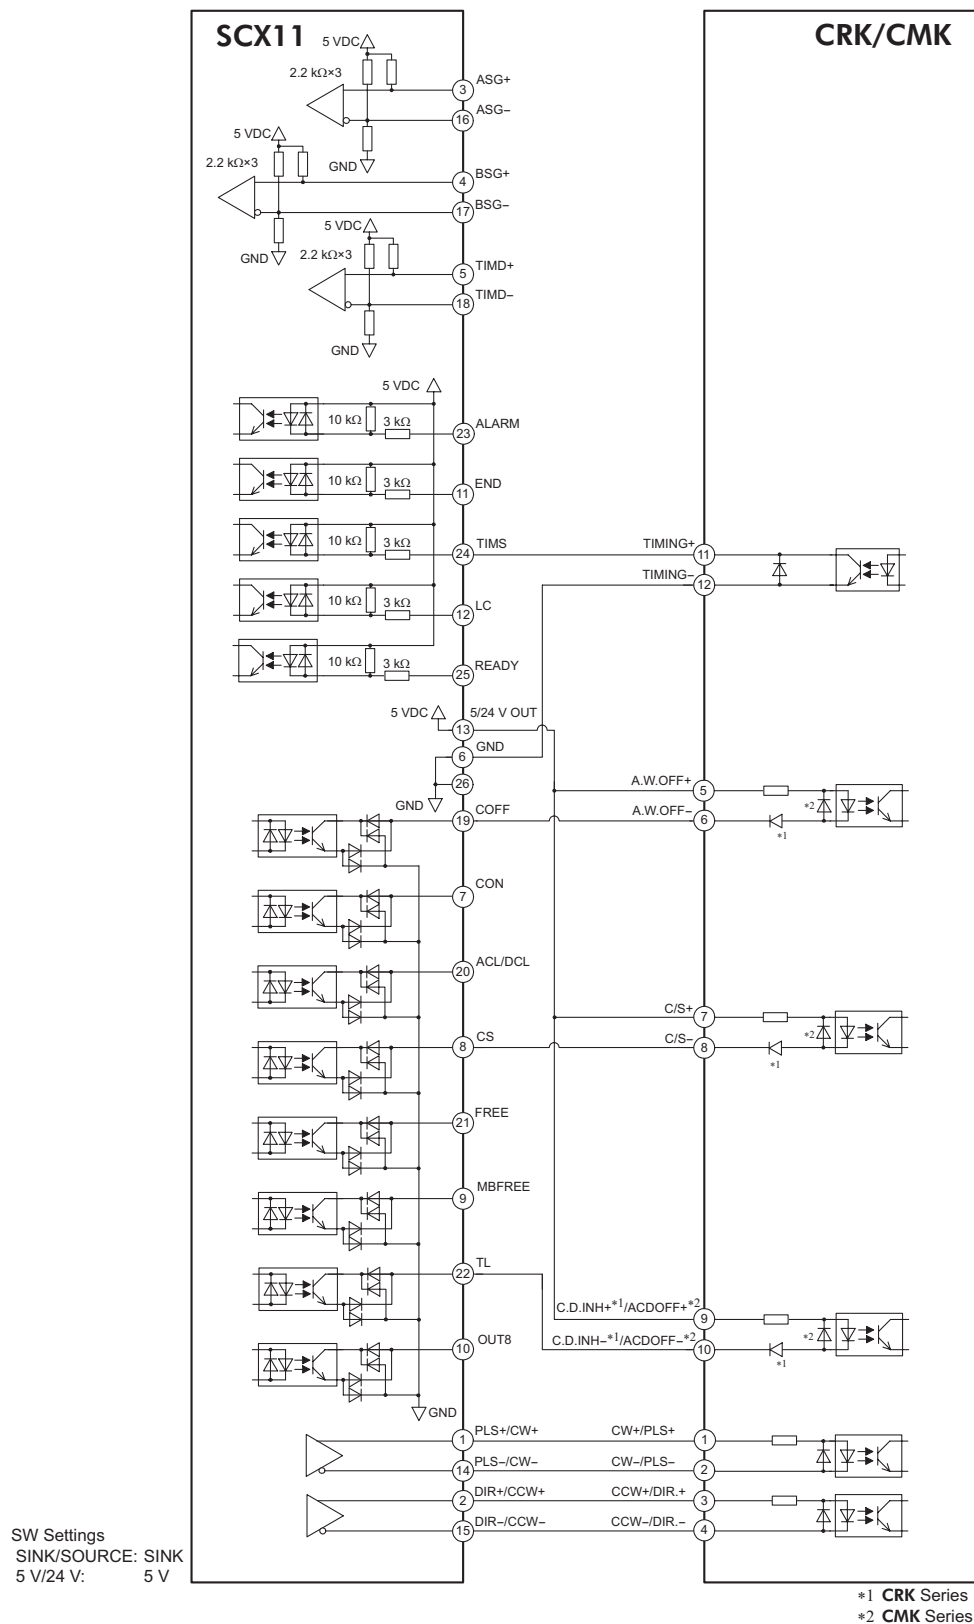 SCX11
CRK/CMK
5 VDC
2.2 kΩ×3
3 ASG+
16 ASG−
GND
5 VDC
2.2 kΩ×3
4 BSG+
17 BSG−
GND
5 VDC
2.2 kΩ×3
5 TIMD+
18 TIMD−
GND
5 VDC
10 kΩ 3 kΩ 23 ALARM
10 kΩ 3 kΩ 11 END
10 kΩ 3 kΩ 24 TIMS TIMING+ 11
TIMING− 12
10 kΩ 3 kΩ 12 LC
10 kΩ 3 kΩ 25 READY
5 VDC 13 5/24 V OUT
6 GND
26
GND
A.W.OFF+ 5 *2
19 COFF A.W.OFF− 6 *1
7 CON
20 ACL/DCL
C/S+ 7 *2
8 CS C/S− 8 *1
21 FREE
9 MBFREE
22 TL
C.D.INH+*1/ACDOFF+*2 9 *2
C.D.INH−*1/ACDOFF−*2 10 *1
10 OUT8
GND
1 PLS+/CW+ CW+/PLS+ 1
14 PLS−/CW− CW−/PLS− 2
2 DIR+/CCW+ CCW+/DIR.+ 3
15 DIR−/CCW− CCW−/DIR.− 4
SW Settings
SINK/SOURCE: SINK
5 V/24 V: 5 V
*1 CRK Series
*2 CMK Series